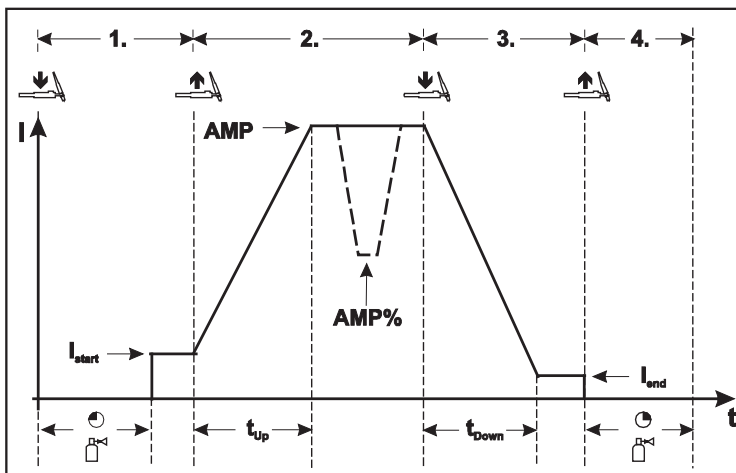 1. 2. 3. 4.
I
AMP
AMP%
Istart
Iend
t
tUp
tDown